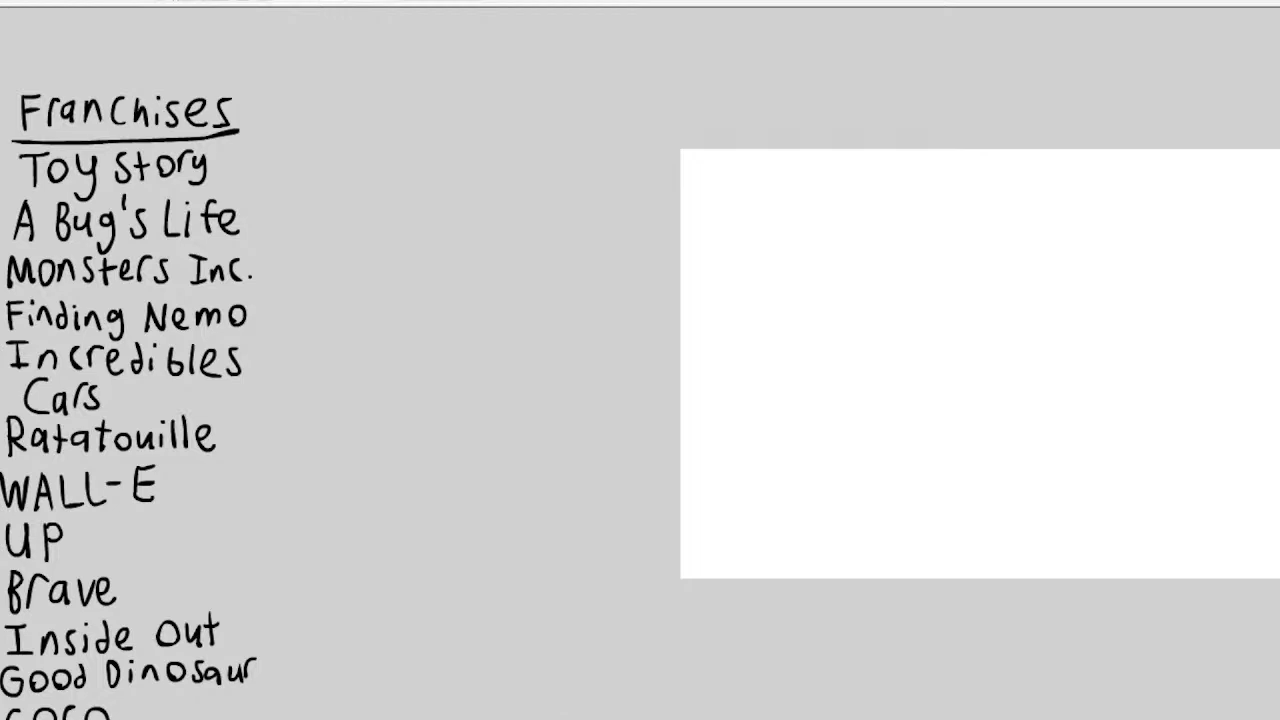 Franchises
Toy Story
A Bug's Life
Monsters Inc.
Finding Nemo
Incredibles
Cars
Ratatouille
WALL-E
UP
Brave
Inside Out
Good Dinosaur
COCO